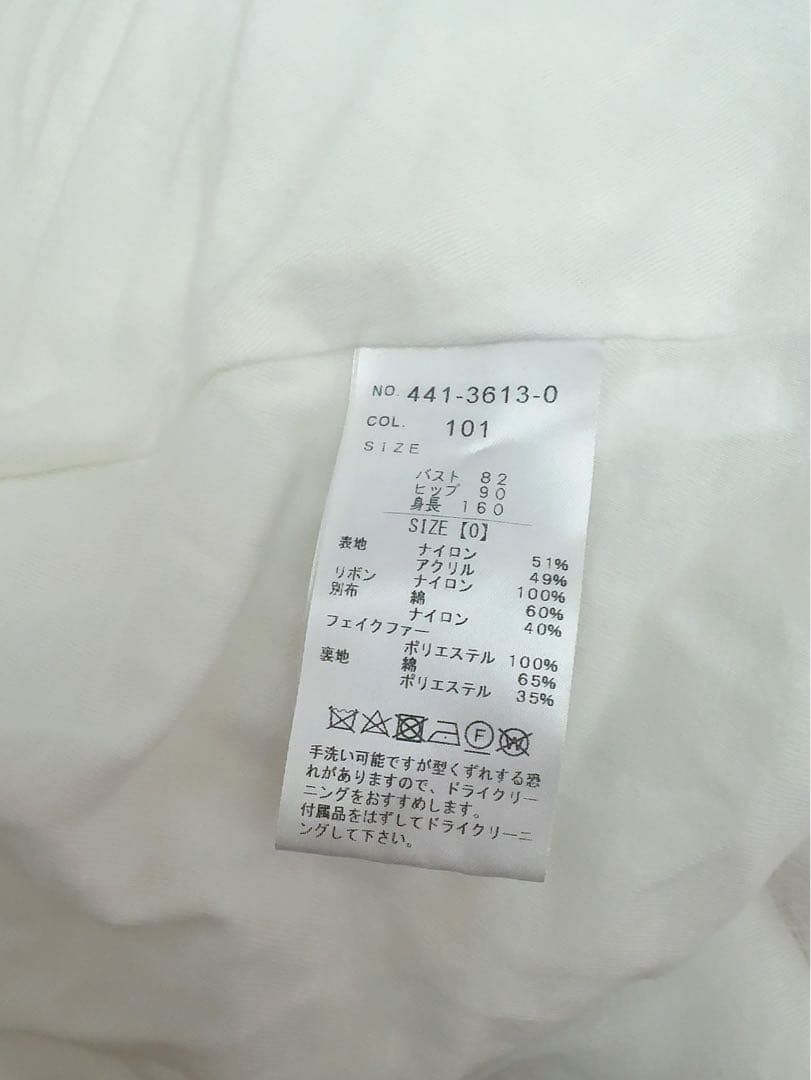 NO. 441-3613-0
COL. 101
SIZE
バスト 82
ヒップ 90
身長 160
SIZE【0】
表地 ナイロン 51%
アクリル 49%
リボン ナイロン 100%
別布 綿 60%
ナイロン 40%
フェイクファー
ポリエステル 100%
裏地 綿 65%
ポリエステル 35%
F W
手洗い可能ですが型くずれする恐
れがありますので、ドライクリー
ニングをおすすめします。
付属品をはずしてドライクリーニ
ングして下さい。